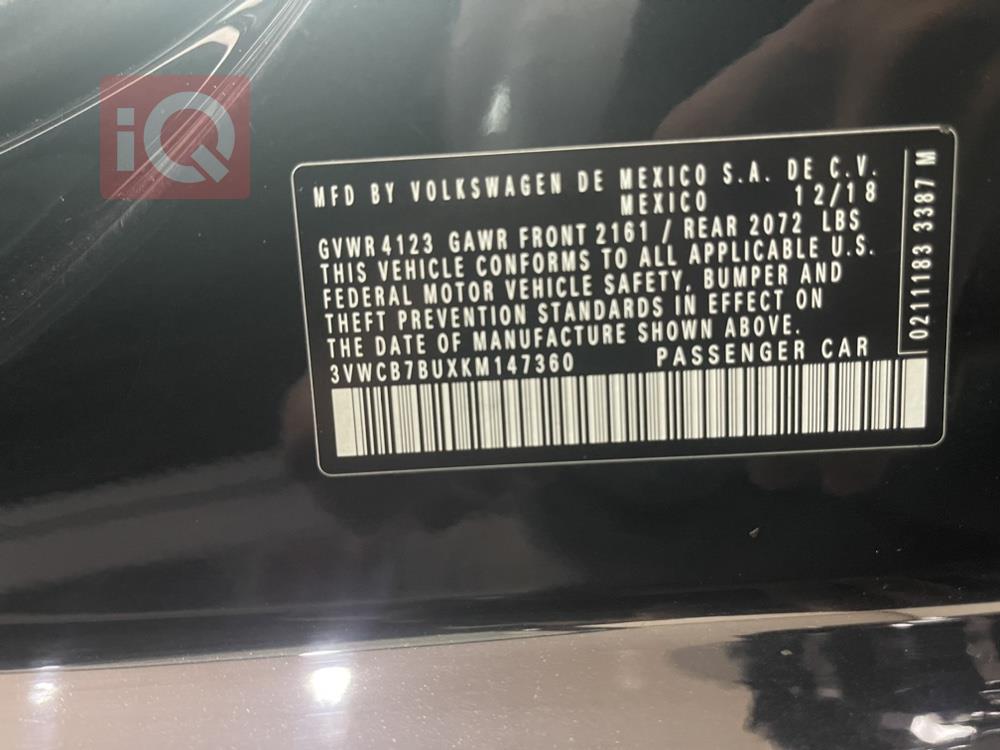 iQ
MFD BY VOLKSWAGEN DE MEXICO S.A. DE C.V.
MEXICO 12/18
GVWR 4123 GAWR FRONT 2161 / REAR 2072 LBS
THIS VEHICLE CONFORMS TO ALL APPLICABLE U.S.
FEDERAL MOTOR VEHICLE SAFETY, BUMPER AND
THEFT PREVENTION STANDARDS IN EFFECT ON
THE DATE OF MANUFACTURE SHOWN ABOVE.
3VWCB7BUXKM147360 PASSENGER CAR
0211183 3387 M